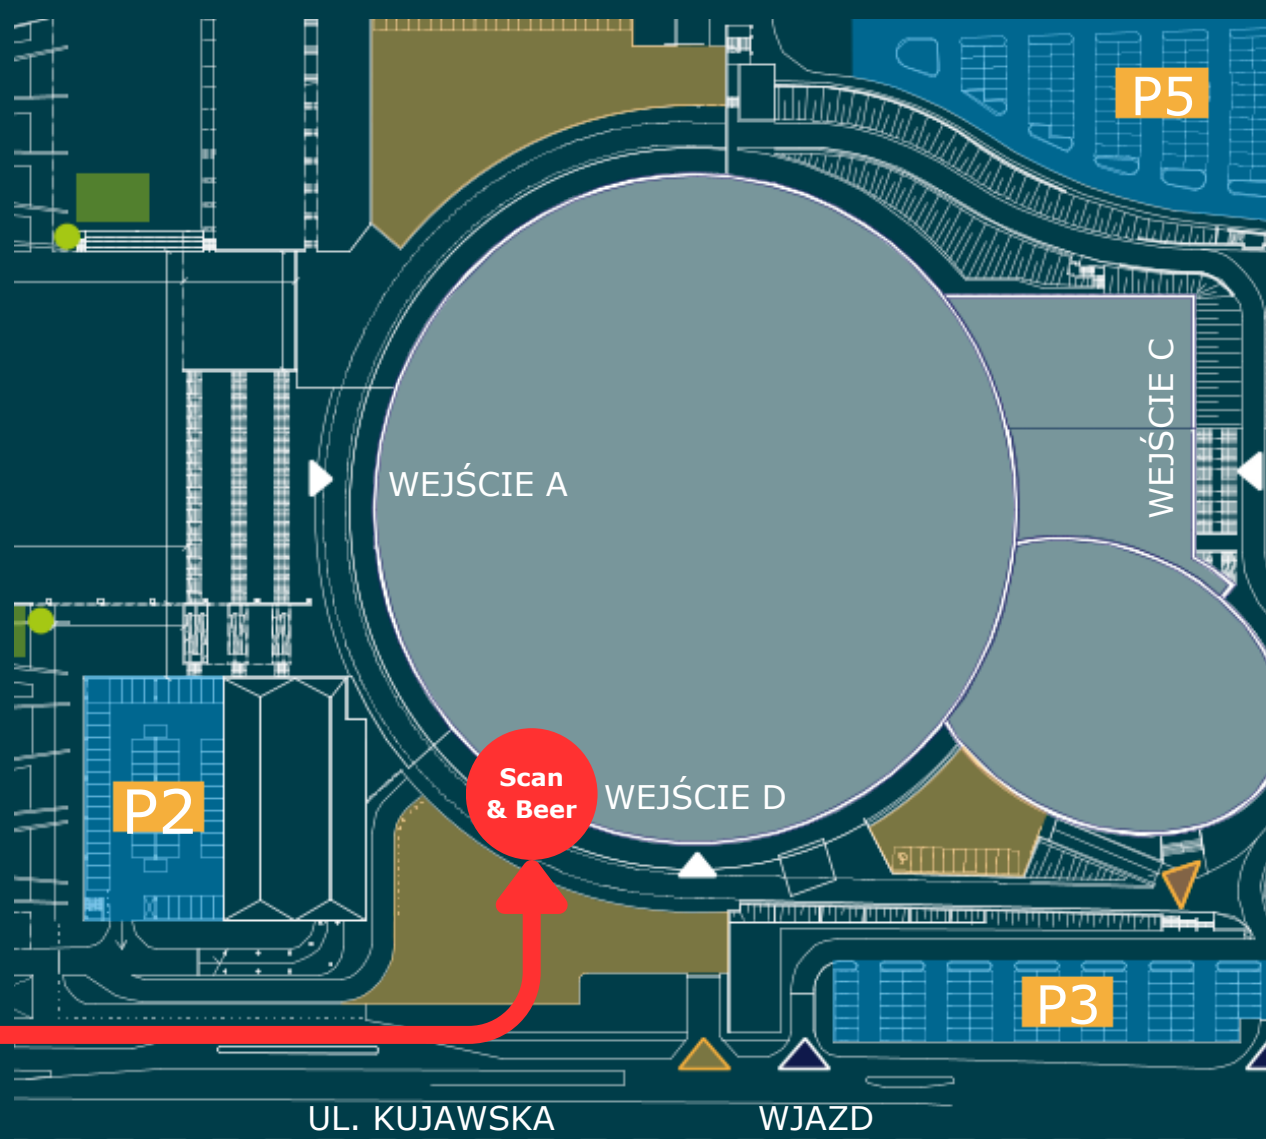 P5
WEJŚCIE C
WEJŚCIE A
Scan
& Beer
WEJŚCIE D
P2
P3
UL. KUJAWSKA
WJAZD